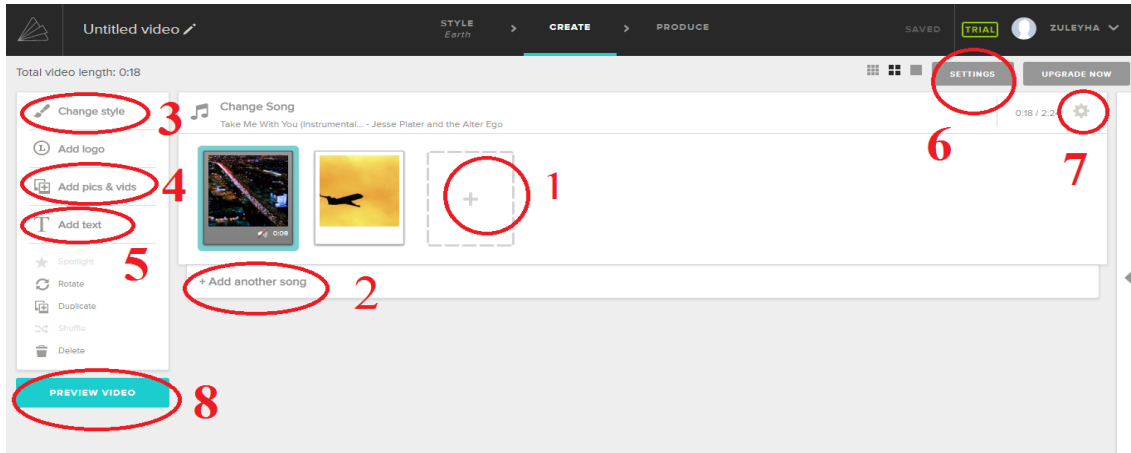 Untitled video
STYLE
Earth
>
CREATE
>
PRODUCE
SAVED
TRIAL
ZULEYHA
Total video length: 0:18
SETTINGS
UPGRADE NOW
6
Change style
3
L Add logo
Add pics & vids
4
T Add text
5
Spotlight
Rotate
Duplicate
Shuffle
Delete
PREVIEW VIDEO
8
Change Song
Take Me With You (Instrumental... - Jesse Plater and the Alter Ego
0:18 /
7
0:08
+
1
+ Add another song
2